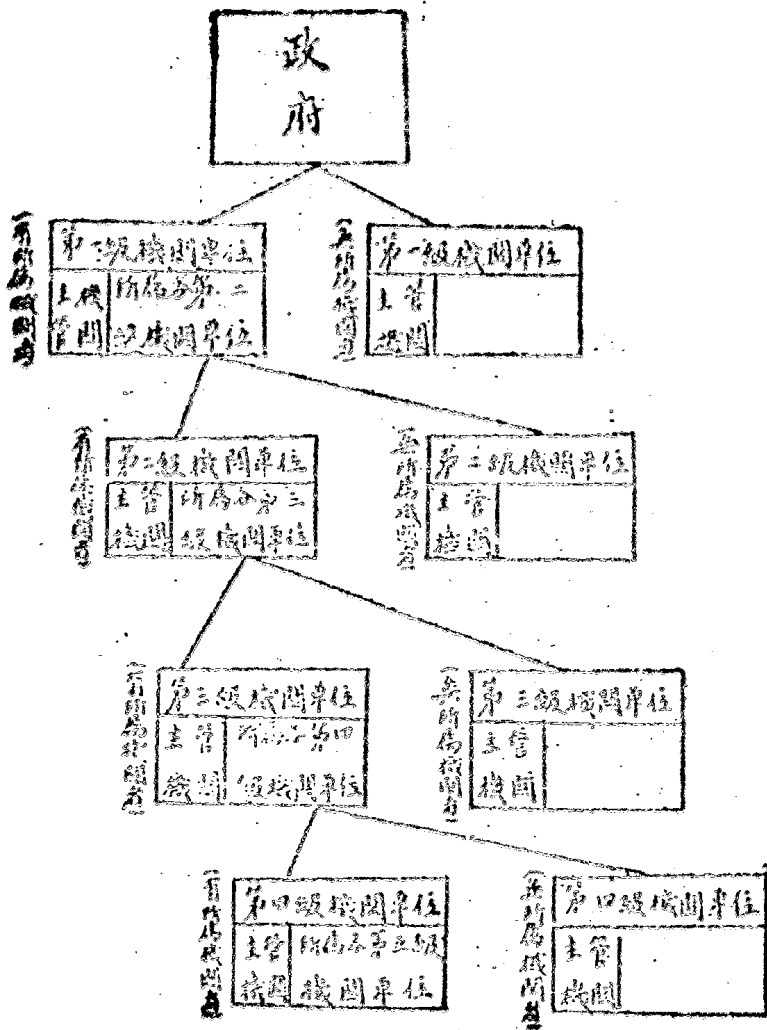 政府
(有所屬機關者)
第一級機關單位
主管機關
所屬各第二級機關單位
(無所屬機關者)
第一級機關單位
主管機關
(有所屬機關者)
第二級機關單位
主管機關
所屬各第三級機關單位
(無所屬機關者)
第二級機關單位
主管機關
(有所屬機關者)
第三級機關單位
主管機關
所屬各第四級機關單位
(無所屬機關者)
第三級機關單位
主管機關
(有所屬機關者)
第四級機關單位
主管機關
所屬各第五級機關單位
(無所屬機關者)
第四級機關單位
主管機關